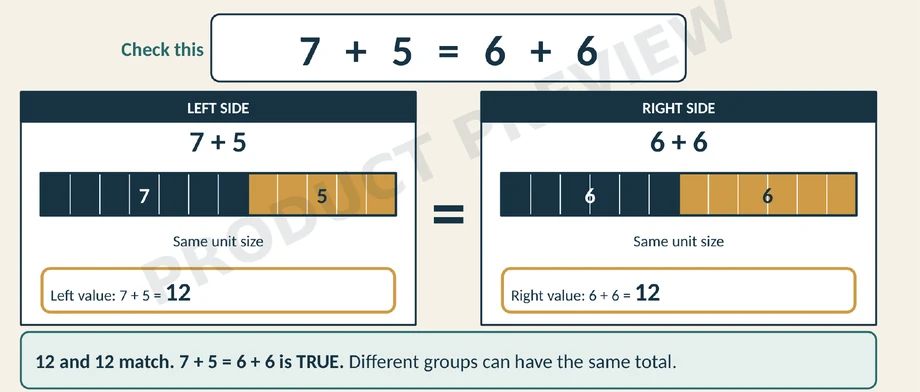 Check this
7 + 5 = 6 + 6
LEFT SIDE
7 + 5
7
5
Same unit size
Left value: 7 + 5 = 12
=
RIGHT SIDE
6 + 6
6
6
Same unit size
Right value: 6 + 6 = 12
12 and 12 match. 7 + 5 = 6 + 6 is TRUE. Different groups can have the same total.
PRODUCT PREVIEW